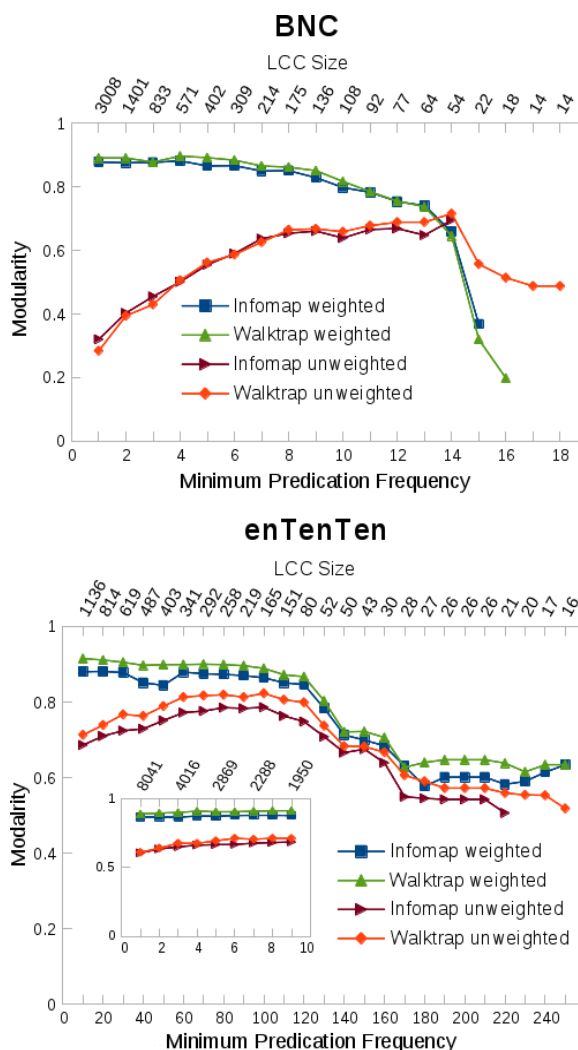 BNC
LCC Size
3008 1401 833 571 402 309 214 175 136 108 92 77 64 54 22 18 14 14
1
0.8
0.6
0.4
0.2
0
Modularity
Infomap weighted
Walktrap weighted
Infomap unweighted
Walktrap unweighted
0 2 4 6 8 10 12 14 16 18
Minimum Predication Frequency
enTenTen
LCC Size
1136 814 619 487 403 341 292 258 219 165 151 80 52 50 43 30 28 27 26 26 26 21 20 17 16
1
0.8
0.6
0.4
0.2
0
Modalrity
8041 4016 2869 2288 1950
1
0.5
0
0 2 4 6 8 10
Infomap weighted
Walktrap weighted
Infomap unweighted
Walktrap unweighted
0 20 40 60 80 100 120 140 160 180 200 220 240
Minimum Predication Frequency